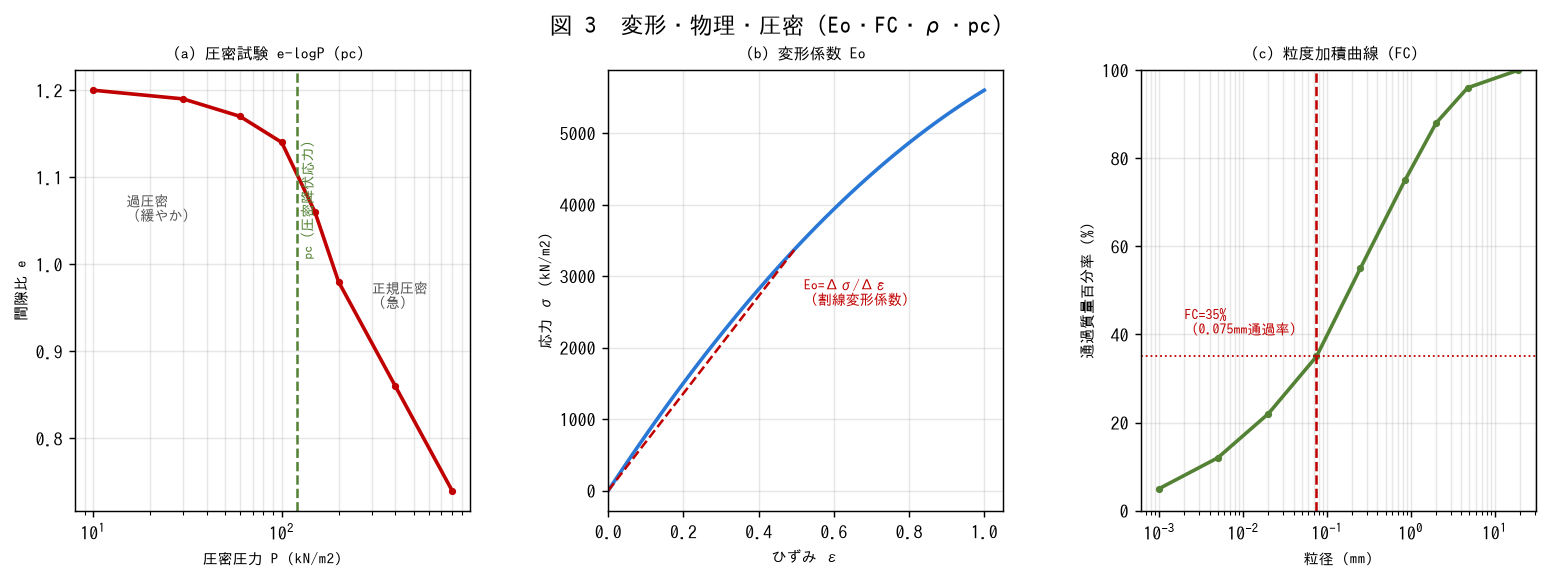 図 3　変形・物理・圧密 (Eo・FC・ρ・pc)
(a) 圧密試験 e-logP (pc)
1.2
1.1
1.0
0.9
0.8
間隙比 e
過圧密
(緩やか)
pc (圧密降伏応力)
正規圧密
(急)
10¹
10²
圧密圧力 P (kN/m2)
(b) 変形係数 Eo
5000
4000
3000
2000
1000
0
応力 σ (kN/m2)
Eo=Δσ/Δε
(割線変形係数)
0.0
0.2
0.4
0.6
0.8
1.0
ひずみ ε
(c) 粒度加積曲線 (FC)
100
80
60
40
20
0
通過質量百分率 (%)
FC=35%
(0.075mm通過率)
10⁻³
10⁻²
10⁻¹
10⁰
10¹
粒径 (mm)